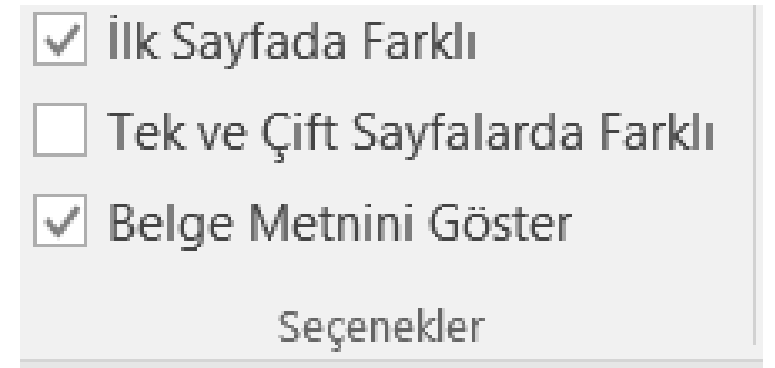 İlk Sayfada Farklı
Tek ve Çift Sayfalarda Farklı
Belge Metnini Göster
Seçenekler